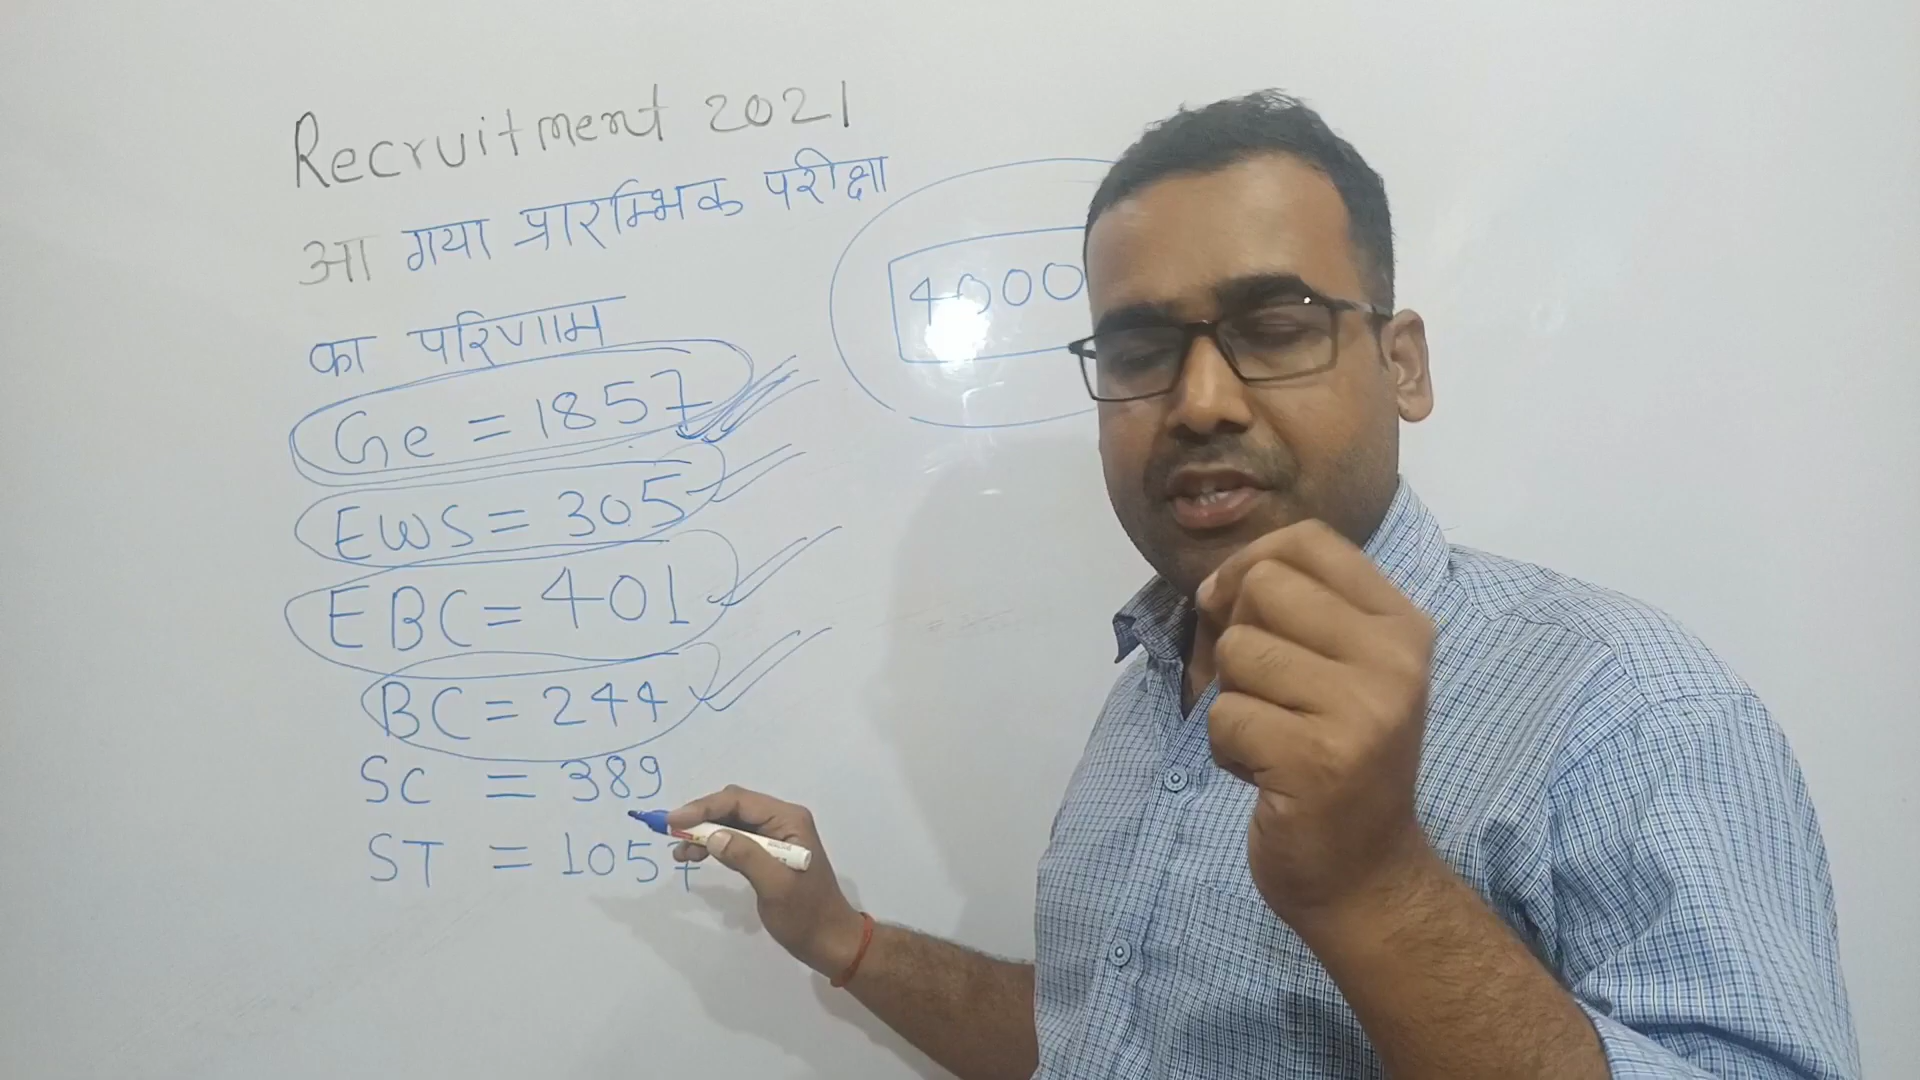 Recruitment 2021
आ गया प्रारम्भिक परीक्षा
का परिणाम
4000
Ge = 1857
EWS = 305
EBC = 401
BC = 244
SC = 389
ST = 1057